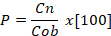 P = Cn/Cob x[100]